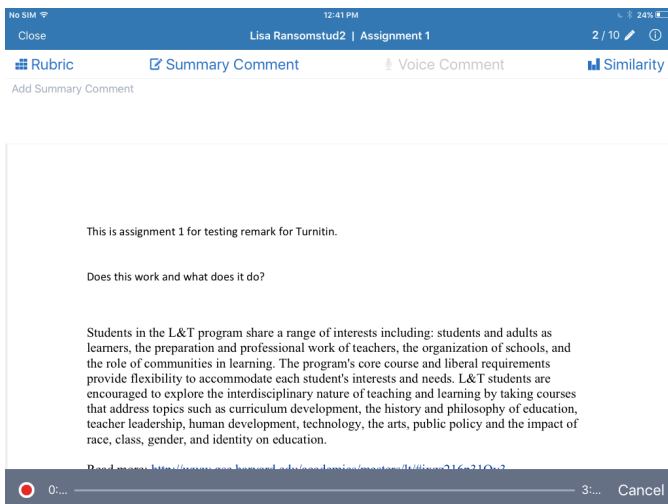 No SIM 12:41 PM 24%
Close Lisa Ransomstud2 | Assignment 1 2 / 10
Rubric Summary Comment Voice Comment Similarity
Add Summary Comment
This is assignment 1 for testing remark for Turnitin.
Does this work and what does it do?
Students in the L&T program share a range of interests including: students and adults as
learners, the preparation and professional work of teachers, the organization of schools, and
the role of communities in learning. The program's core course and liberal requirements
provide flexibility to accommodate each student's interests and needs. L&T students are
encouraged to explore the interdisciplinary nature of teaching and learning by taking courses
that address topics such as curriculum development, the history and philosophy of education,
teacher leadership, human development, technology, the arts, public policy and the impact of
race, class, gender, and identity on education.
Read more:
0:... 3:... Cancel